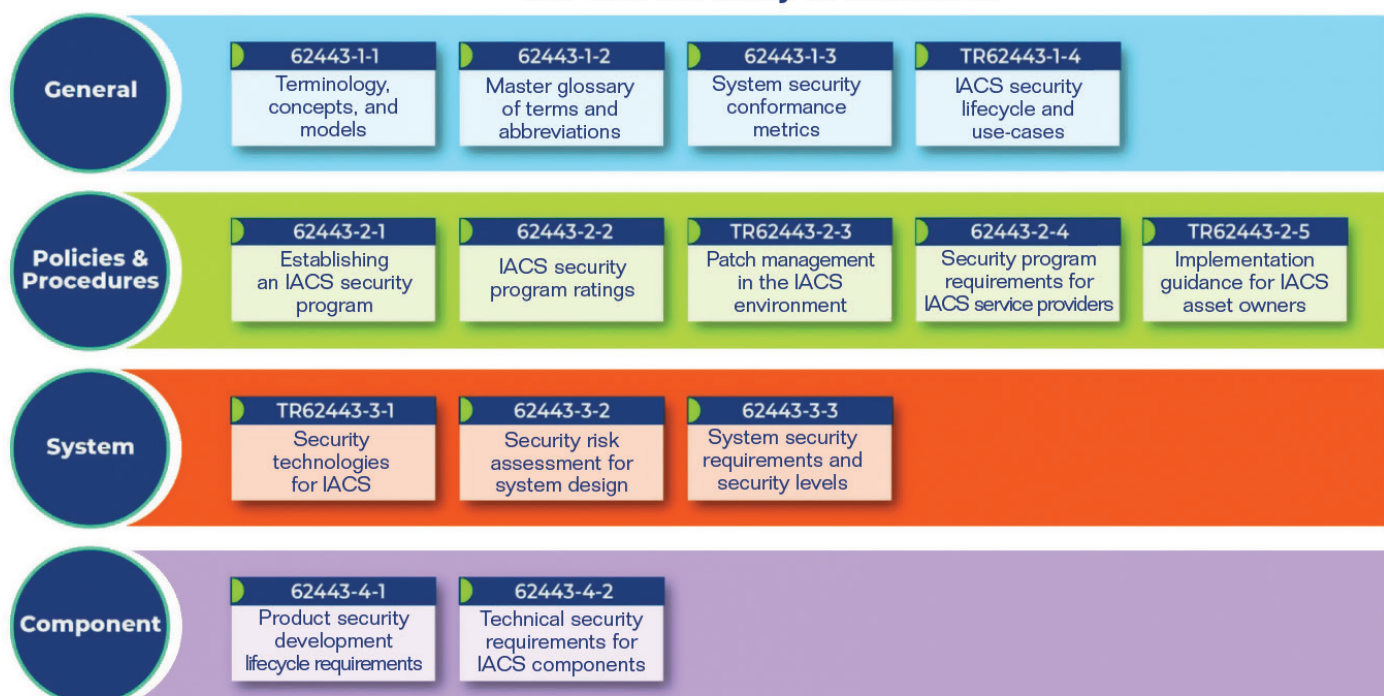 General
62443-1-1
Terminology,
concepts, and
models
62443-1-2
Master glossary
of terms and
abbreviations
62443-1-3
System security
conformance
metrics
TR62443-1-4
IACS security
lifecycle and
use-cases
Policies &
Procedures
62443-2-1
Establishing
an IACS security
program
62443-2-2
IACS security
program ratings
TR62443-2-3
Patch management
in the IACS
environment
62443-2-4
Security program
requirements for
IACS service providers
TR62443-2-5
Implementation
guidance for IACS
asset owners
System
TR62443-3-1
Security
technologies
for IACS
62443-3-2
Security risk
assessment for
system design
62443-3-3
System security
requirements and
security levels
Component
62443-4-1
Product security
development
lifecycle requirements
62443-4-2
Technical security
requirements for
IACS components